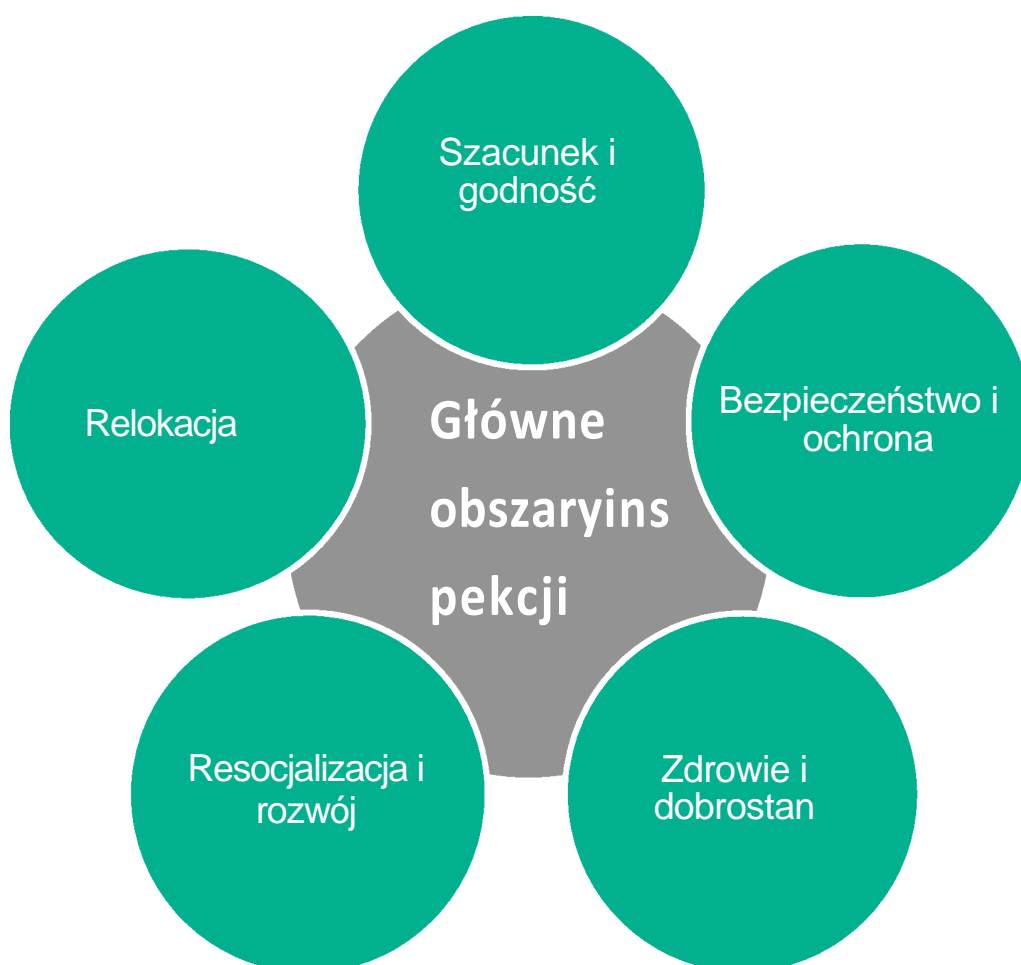 Szacunek i
godność
Bezpieczeństwo i
ochrona
Relokacja
Główne
obszaryins
pekcji
Resocjalizacja i
rozwój
Zdrowie i
dobrostan